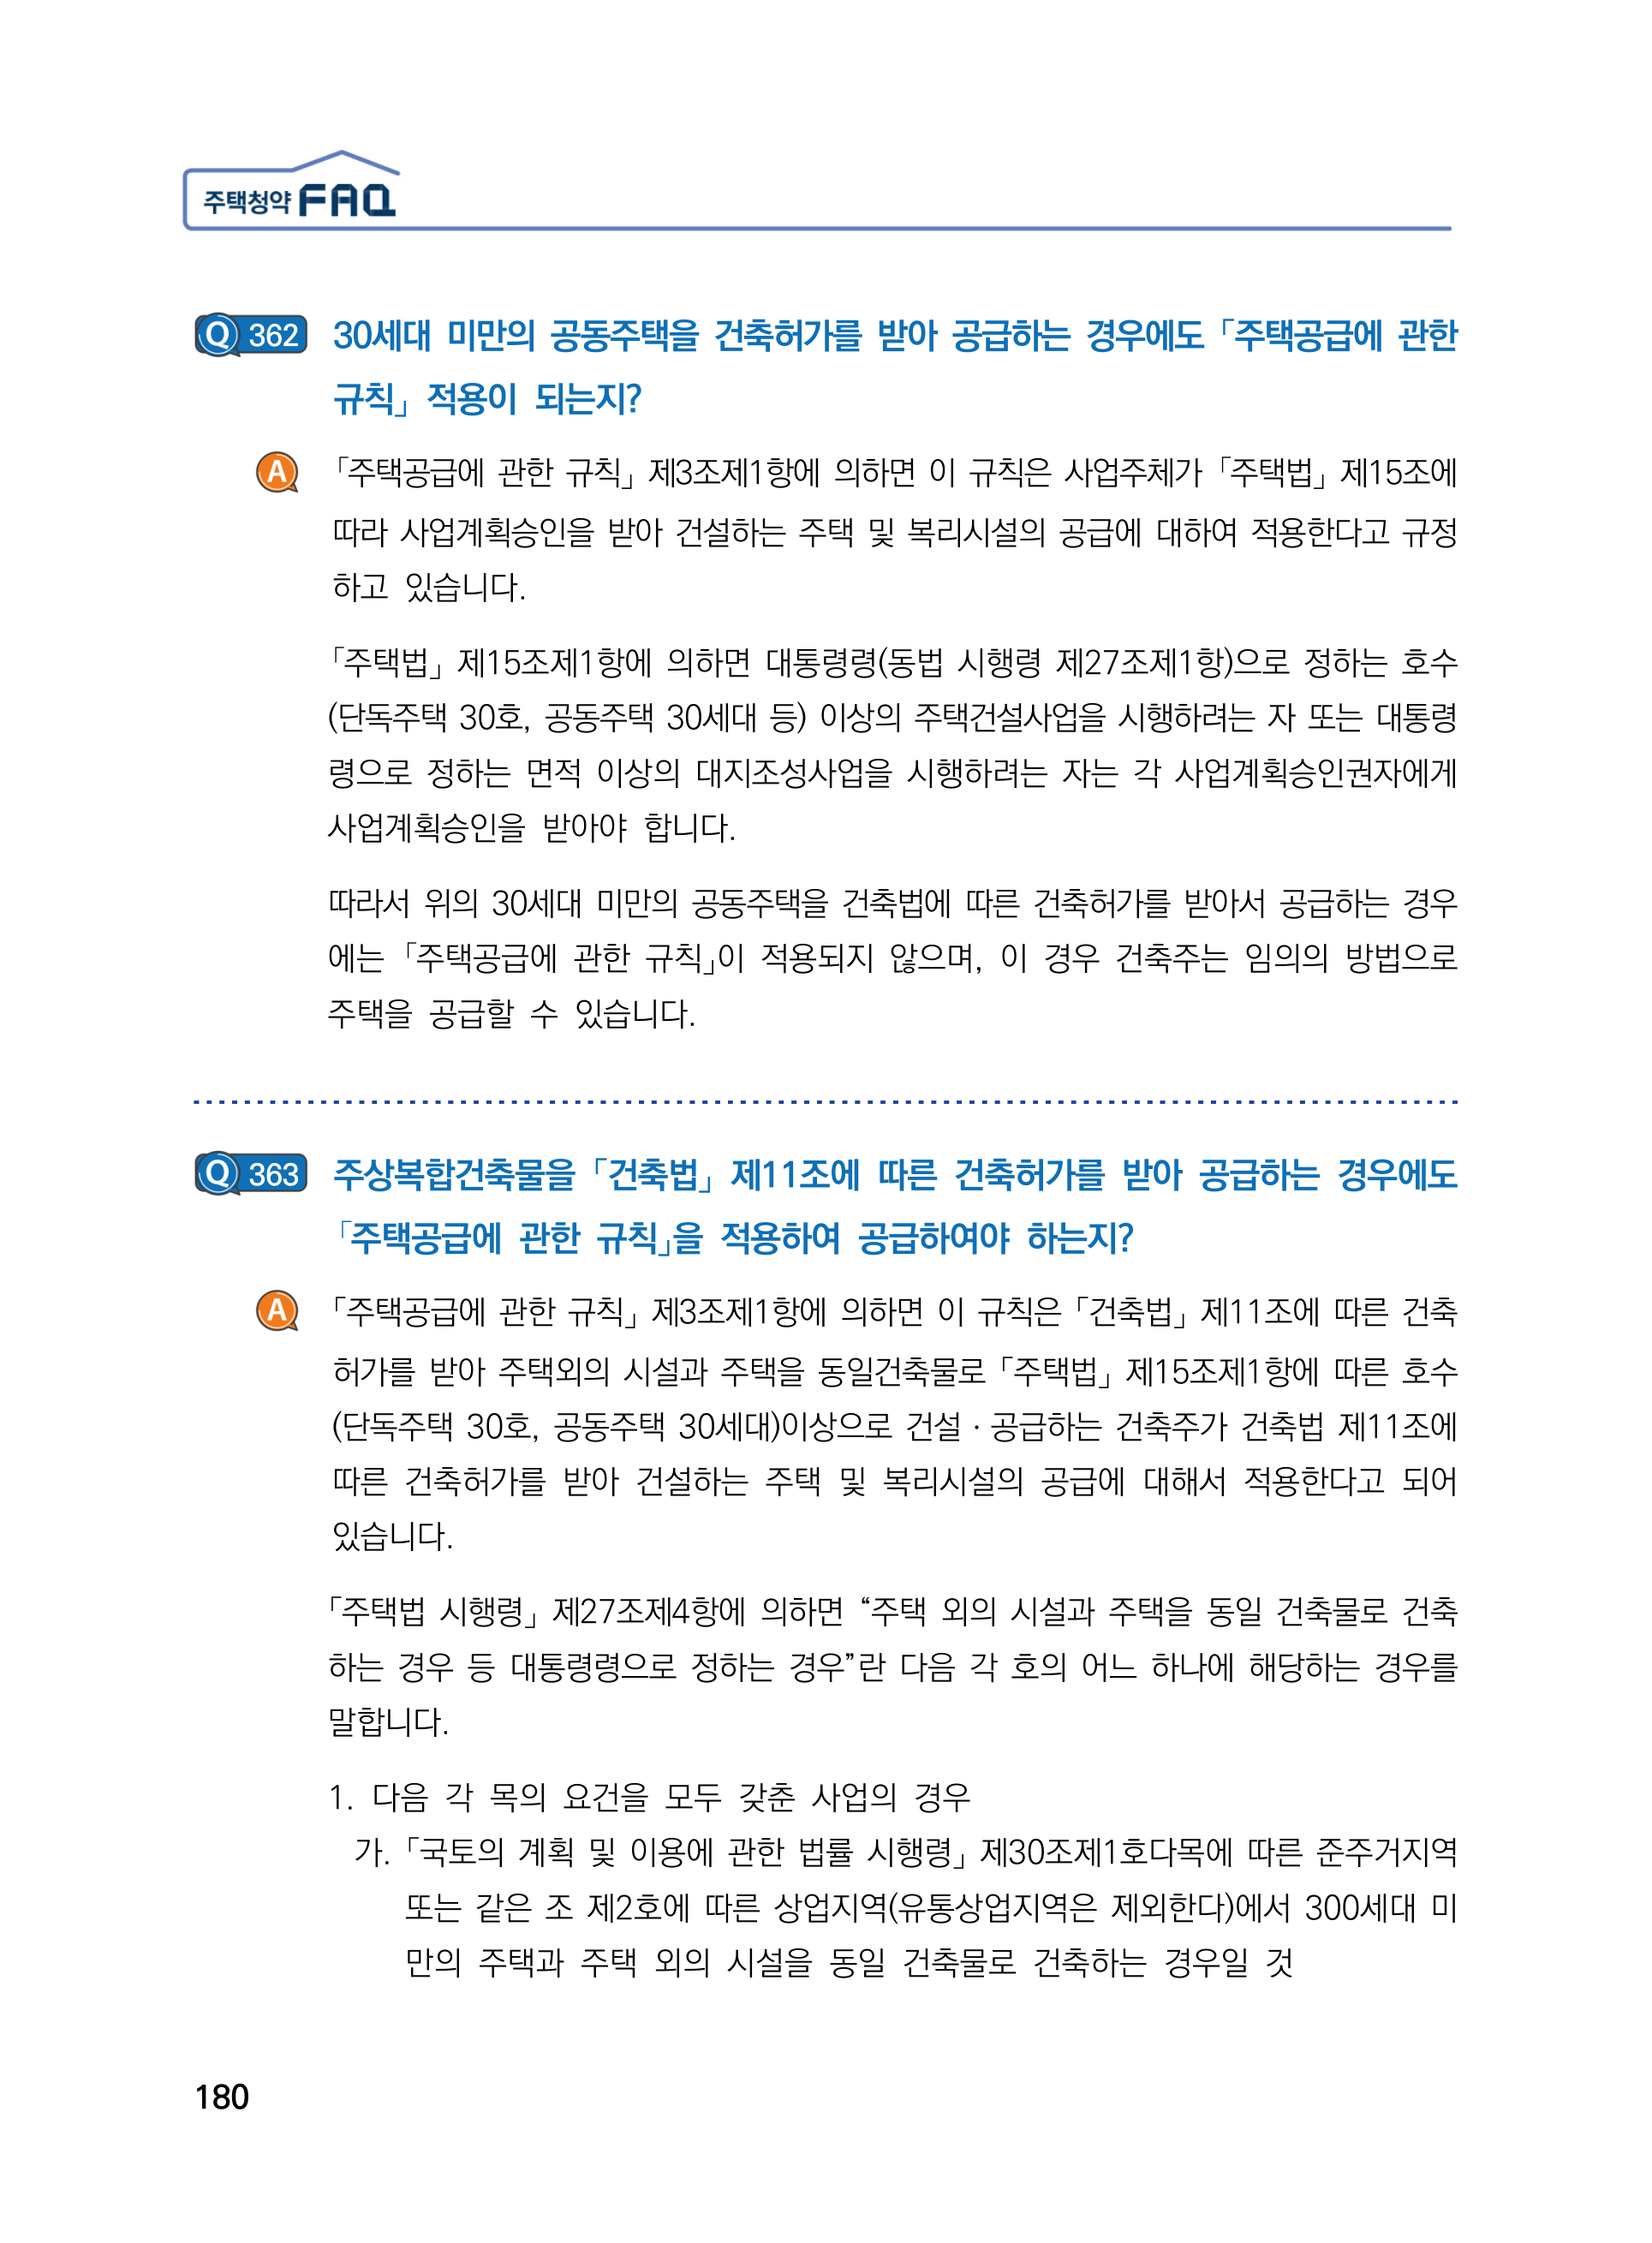 주택청약 FAQ
Q 362 30세대 미만의 공동주택을 건축허가를 받아 공급하는 경우에도 「주택공급에 관한
규칙」 적용이 되는지?
A 「주택공급에 관한 규칙」 제3조제1항에 의하면 이 규칙은 사업주체가 「주택법」 제15조에
따라 사업계획승인을 받아 건설하는 주택 및 복리시설의 공급에 대하여 적용한다고 규정
하고 있습니다.
「주택법」 제15조제1항에 의하면 대통령령(동법 시행령 제27조제1항)으로 정하는 호수
(단독주택 30호, 공동주택 30세대 등) 이상의 주택건설사업을 시행하려는 자 또는 대통령
령으로 정하는 면적 이상의 대지조성사업을 시행하려는 자는 각 사업계획승인권자에게
사업계획승인을 받아야 합니다.
따라서 위의 30세대 미만의 공동주택을 건축법에 따른 건축허가를 받아서 공급하는 경우
에는 「주택공급에 관한 규칙」이 적용되지 않으며, 이 경우 건축주는 임의의 방법으로
주택을 공급할 수 있습니다.
Q 363 주상복합건축물을 「건축법」 제11조에 따른 건축허가를 받아 공급하는 경우에도
「주택공급에 관한 규칙」을 적용하여 공급하여야 하는지?
A 「주택공급에 관한 규칙」 제3조제1항에 의하면 이 규칙은 「건축법」 제11조에 따른 건축
허가를 받아 주택외의 시설과 주택을 동일건축물로 「주택법」 제15조제1항에 따른 호수
(단독주택 30호, 공동주택 30세대)이상으로 건설 · 공급하는 건축주가 건축법 제11조에
따른 건축허가를 받아 건설하는 주택 및 복리시설의 공급에 대해서 적용한다고 되어
있습니다.
「주택법 시행령」 제27조제4항에 의하면 “주택 외의 시설과 주택을 동일 건축물로 건축
하는 경우 등 대통령령으로 정하는 경우”란 다음 각 호의 어느 하나에 해당하는 경우를
말합니다.
1. 다음 각 목의 요건을 모두 갖춘 사업의 경우
가. 「국토의 계획 및 이용에 관한 법률 시행령」 제30조제1호다목에 따른 준주거지역
또는 같은 조 제2호에 따른 상업지역(유통상업지역은 제외한다)에서 300세대 미
만의 주택과 주택 외의 시설을 동일 건축물로 건축하는 경우일 것
180